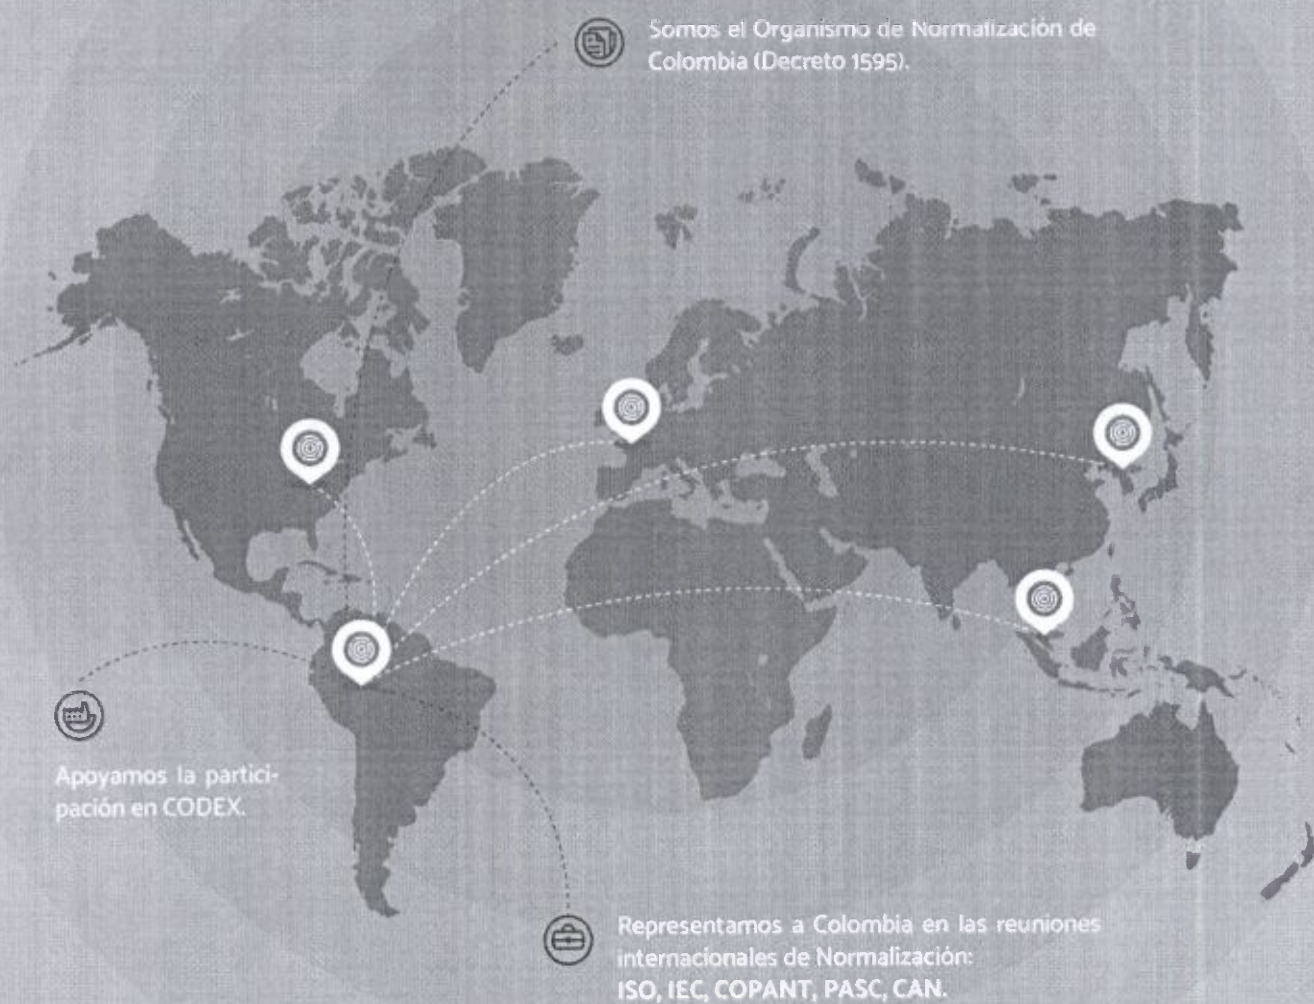 Somos el Organismo de Normalización de
Colombia (Decreto 1595).
Apoyamos la partici-
pación en CODEX.
Representamos a Colombia en las reuniones
internacionales de Normalización:
ISO, IEC, COPANT, PASC, CAN.